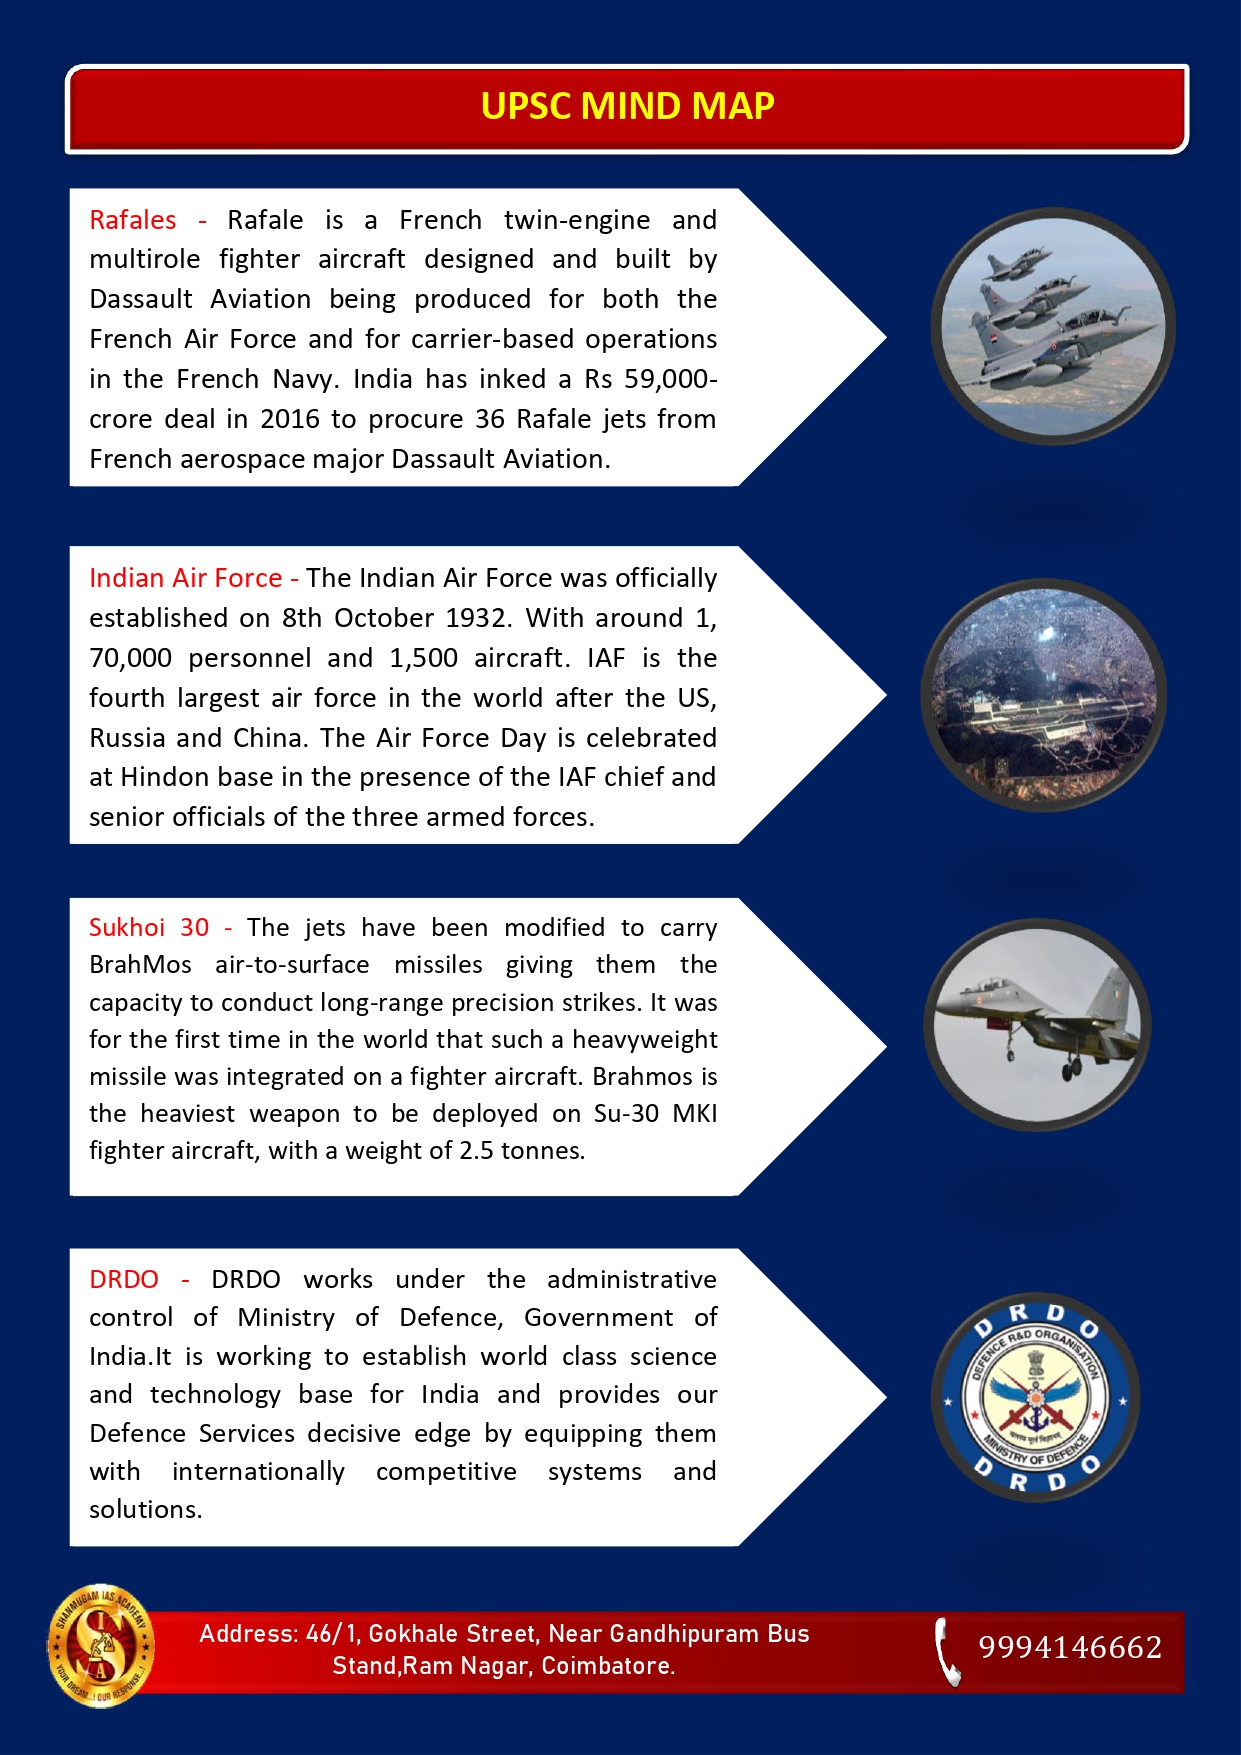 UPSC MIND MAP
Rafales - Rafale is a French twin-engine and
multirole fighter aircraft designed and built by
Dassault Aviation being produced for both the
French Air Force and for carrier-based operations
in the French Navy. India has inked a Rs 59,000-
crore deal in 2016 to procure 36 Rafale jets from
French aerospace major Dassault Aviation.
Indian Air Force - The Indian Air Force was officially
established on 8th October 1932. With around 1,
70,000 personnel and 1,500 aircraft. IAF is the
fourth largest air force in the world after the US,
Russia and China. The Air Force Day is celebrated
at Hindon base in the presence of the IAF chief and
senior officials of the three armed forces.
Sukhoi 30 - The jets have been modified to carry
BrahMos air-to-surface missiles giving them the
capacity to conduct long-range precision strikes. It was
for the first time in the world that such a heavyweight
missile was integrated on a fighter aircraft. Brahmos is
the heaviest weapon to be deployed on Su-30 MKI
fighter aircraft, with a weight of 2.5 tonnes.
DRDO - DRDO works under the administrative
control of Ministry of Defence, Government of
India.It is working to establish world class science
and technology base for India and provides our
Defence Services decisive edge by equipping them
with internationally competitive systems and
solutions.
DRDO
DEFENCE R&D ORGANISATION
MINISTRY OF DEFENCE
DRDO
SHANMUGAM IAS ACADEMY
SIA
YOUR DREAM...! OUR RESPONSE...!
Address: 46/1, Gokhale Street, Near Gandhipuram Bus
Stand,Ram Nagar, Coimbatore.
9994146662